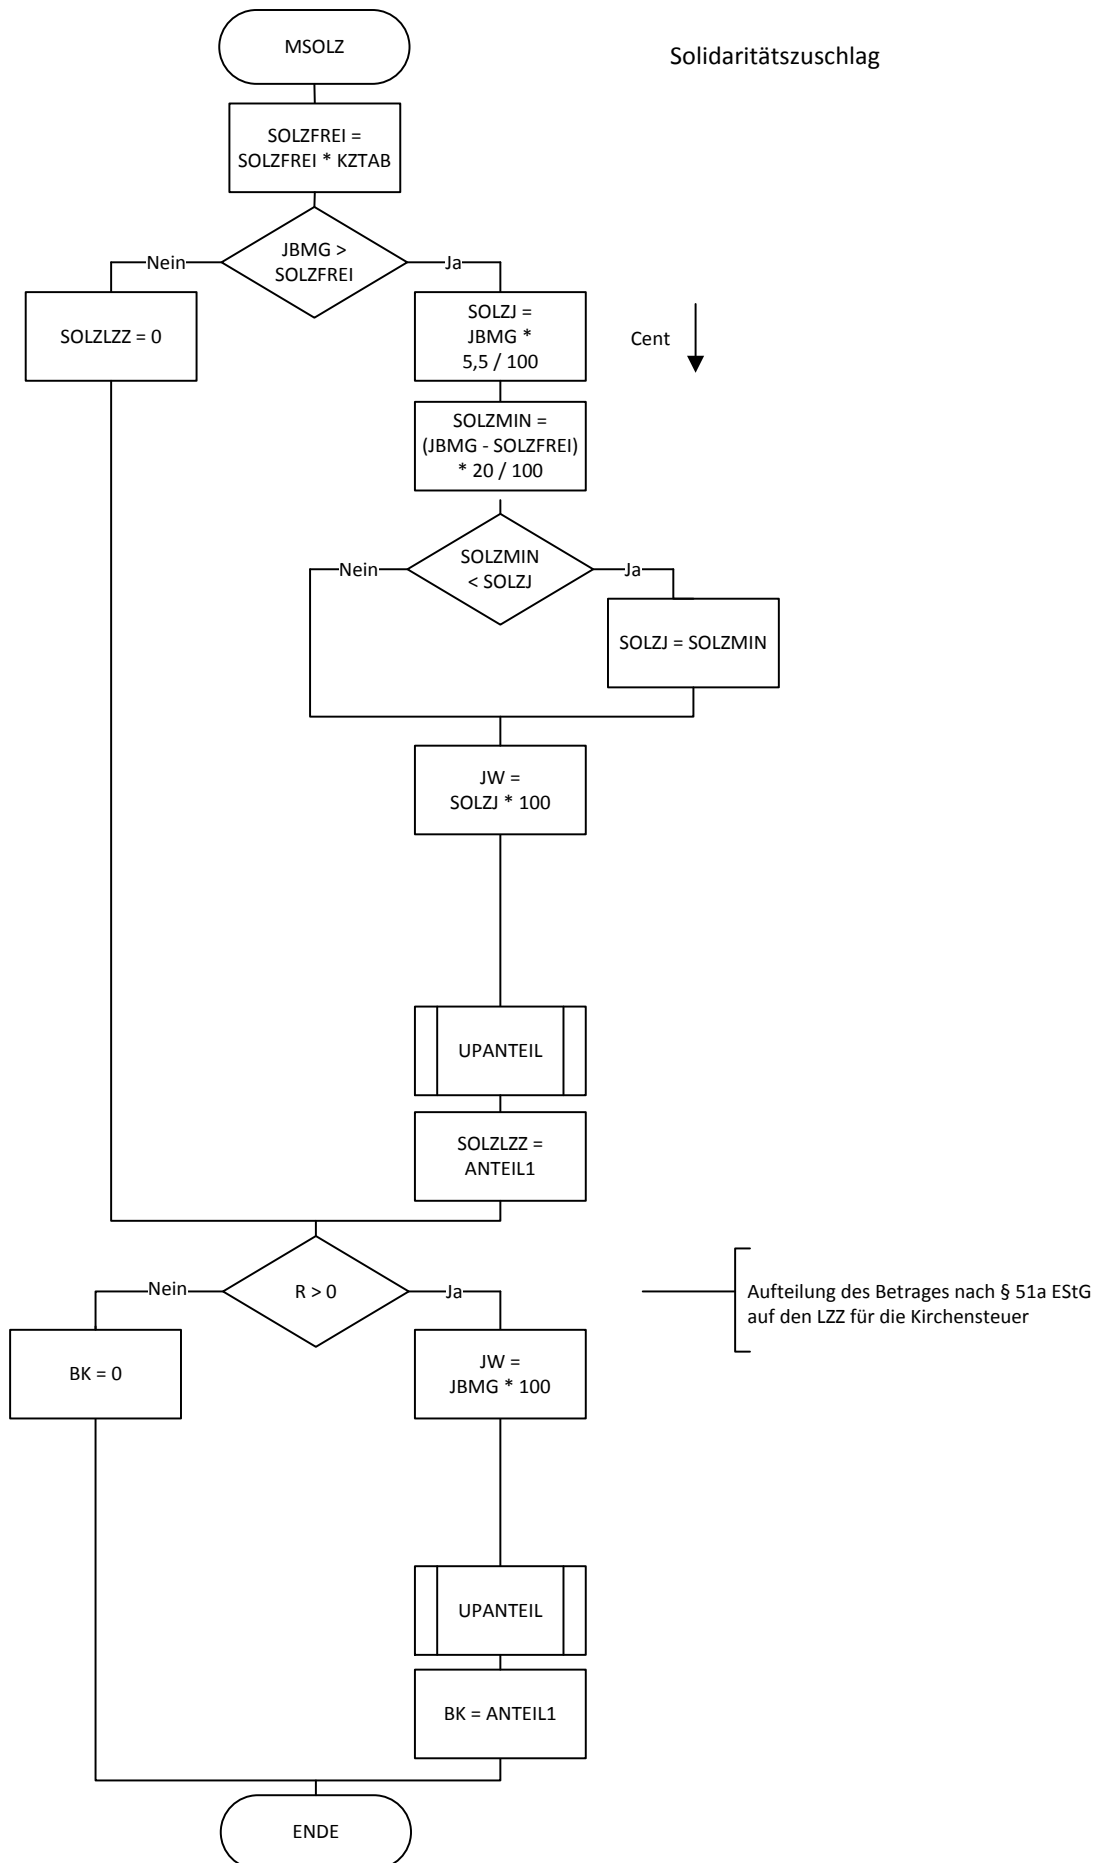 MSOLZ
Solidaritätszuschlag
SOLZFREI =
SOLZFREI * KZTAB
JBMG >
SOLZFREI
Nein
Ja
SOLZLZZ = 0
SOLZJ =
JBMG *
5,5 / 100
Cent
SOLZMIN =
(JBMG - SOLZFREI)
* 20 / 100
SOLZMIN
< SOLZJ
Nein
Ja
SOLZJ = SOLZMIN
JW =
SOLZJ * 100
UPANTEIL
SOLZLZZ =
ANTEIL1
Nein
R > 0
Ja
Aufteilung des Betrages nach § 51a EStG
auf den LZZ für die Kirchensteuer
BK = 0
JW =
JBMG * 100
UPANTEIL
BK = ANTEIL1
ENDE